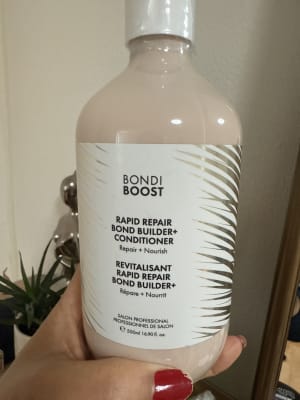 BONDI
BOOST
RAPID REPAIR
BOND BUILDER+
CONDITIONER
Repair + Nourish
REVITALISANT
RAPID REPAIR
BOND BUILDER+
Répare + Nourrit
SALON PROFESSIONAL
PROFESSIONNEL DE SALON
℮ 500ml 16.90 fl. oz.